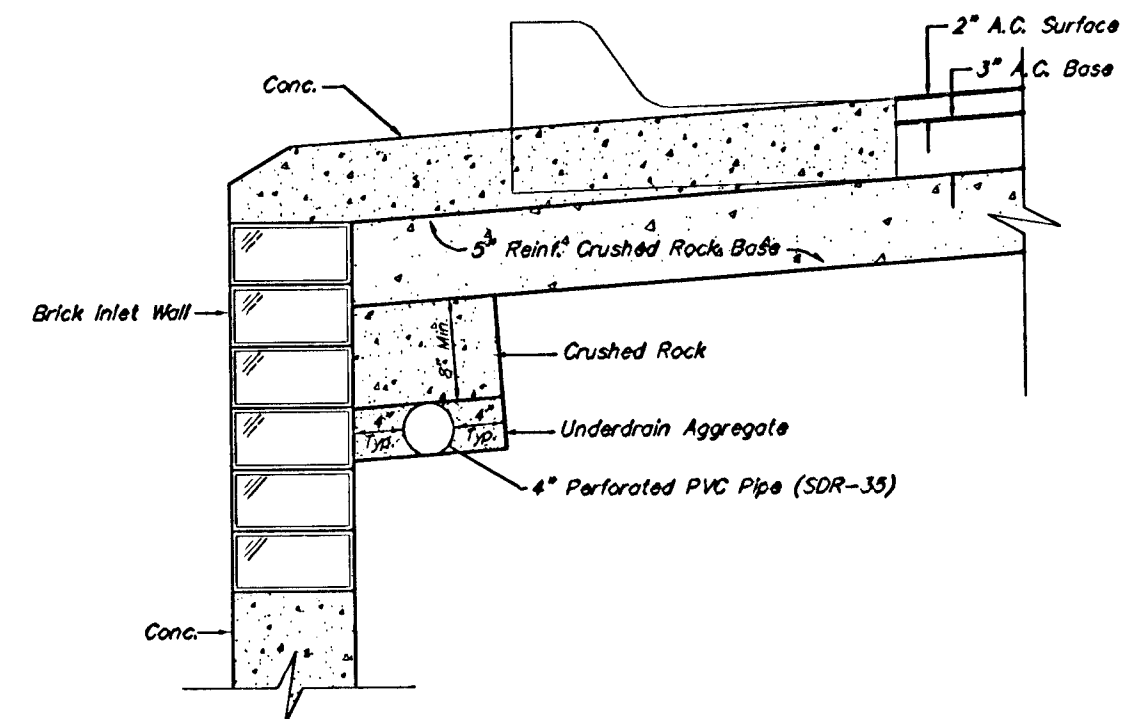 2" A.C. Surface
3" A.C. Base
Conc.
5" Reinf. Crushed Rock Base
Brick Inlet Wall
8" Min.
Crushed Rock
4" Typ.
4" Typ.
Underdrain Aggregate
4" Perforated PVC Pipe (SDR-35)
Conc.